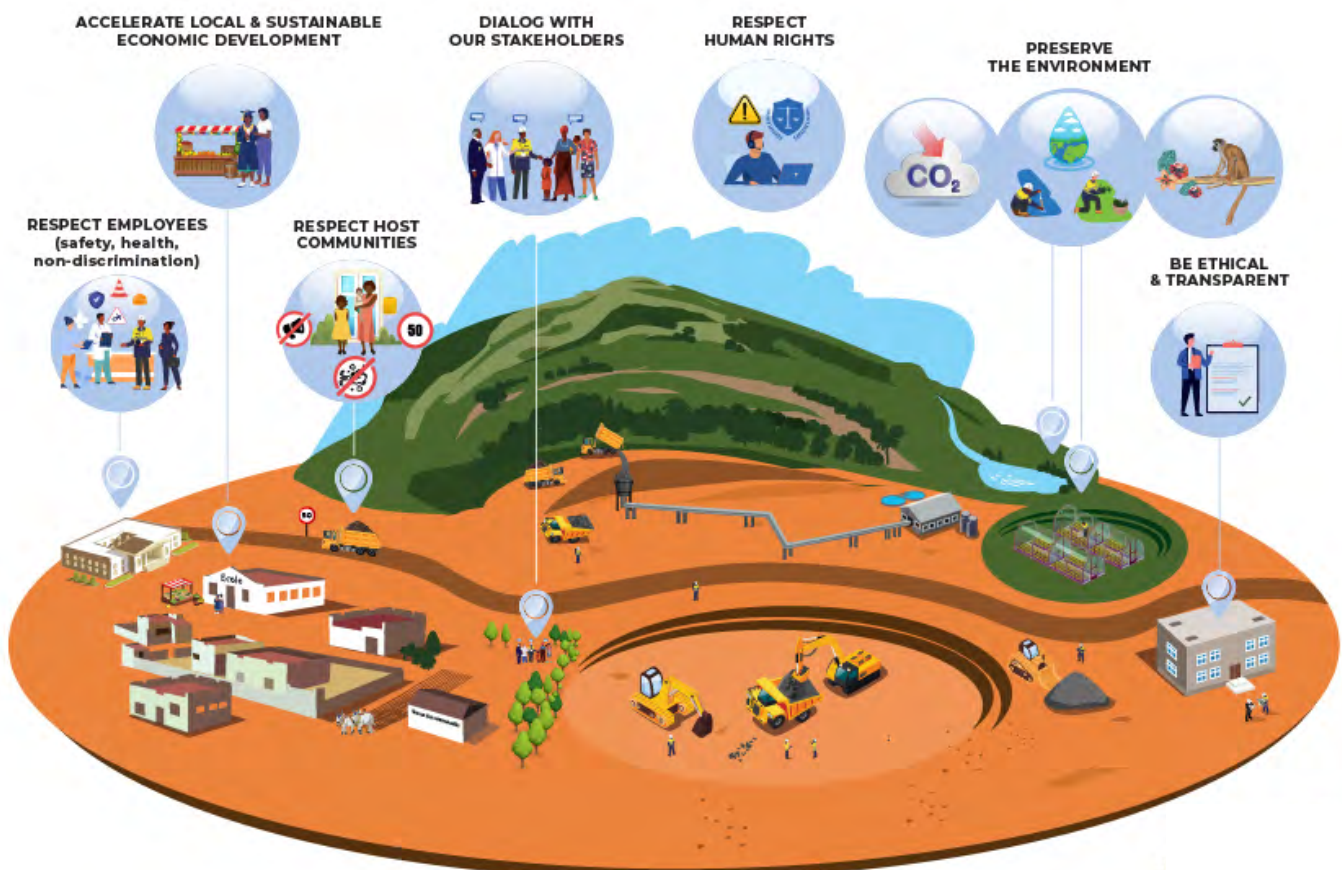 ACCELERATE LOCAL & SUSTAINABLE
ECONOMIC DEVELOPMENT
DIALOG WITH
OUR STAKEHOLDERS
RESPECT
HUMAN RIGHTS
PRESERVE
THE ENVIRONMENT
CO2
RESPECT EMPLOYEES
(safety, health,
non-discrimination)
RESPECT HOST
COMMUNITIES
50
BE ETHICAL
& TRANSPARENT
50
École